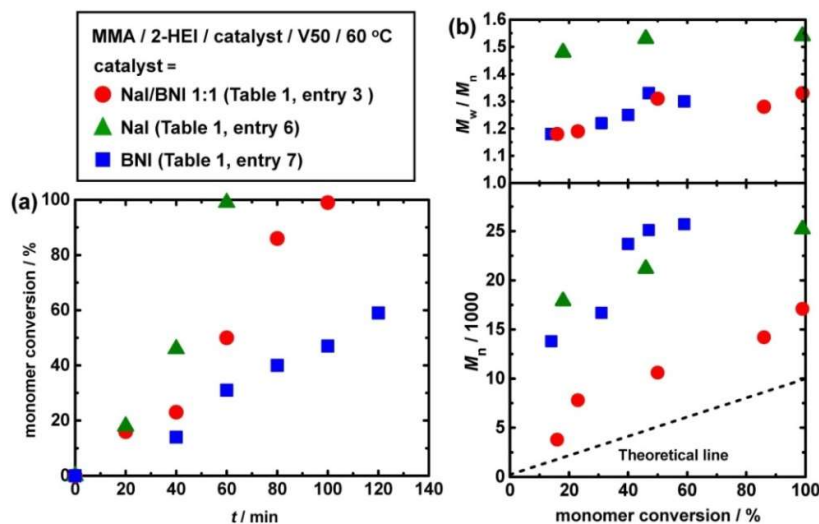 MMA / 2-HEI / catalyst / V50 / 60 °C
catalyst =
NaI/BNI 1:1 (Table 1, entry 3 )
NaI (Table 1, entry 6)
BNI (Table 1, entry 7)
(a)
monomer conversion / %
100
80
60
40
20
0
0 20 40 60 80 100 120 140
t / min
(b)
Mw / Mn
1.6
1.5
1.4
1.3
1.2
1.1
1.0
Mn / 1000
25
20
15
10
5
0
Theoretical line
0 20 40 60 80 100
monomer conversion / %